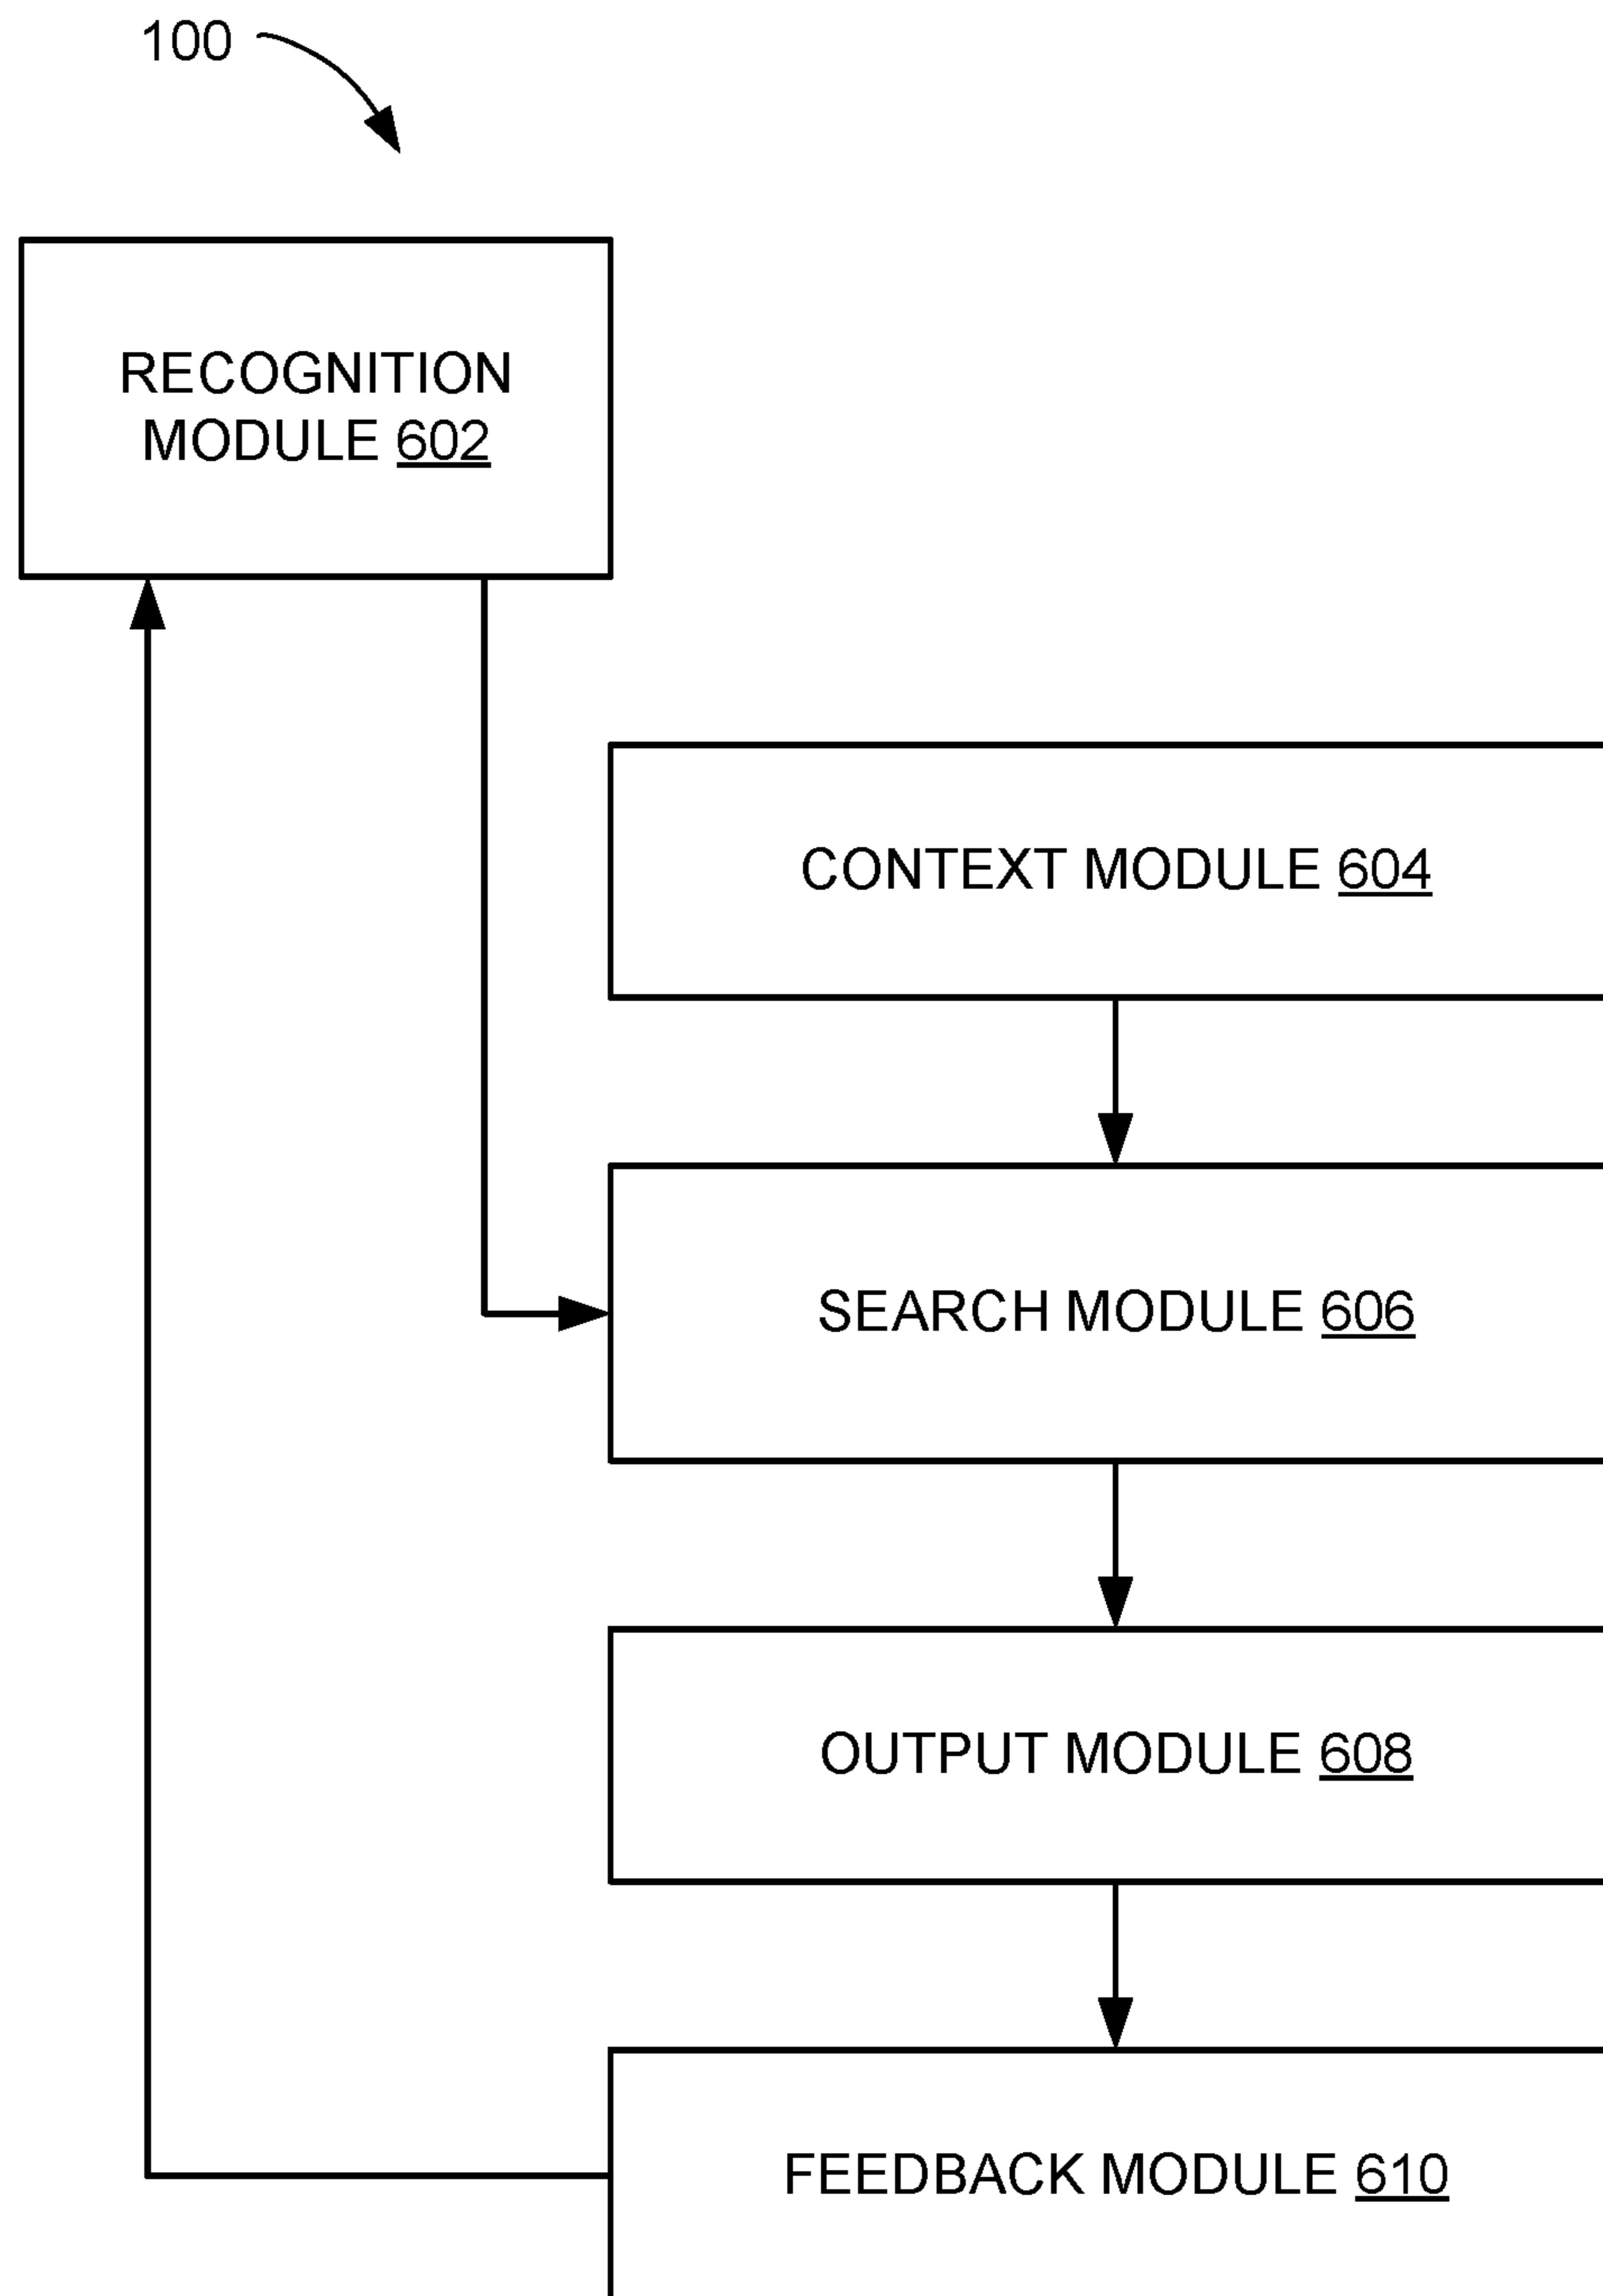 100
RECOGNITION
MODULE 602
CONTEXT MODULE 604
SEARCH MODULE 606
OUTPUT MODULE 608
FEEDBACK MODULE 610